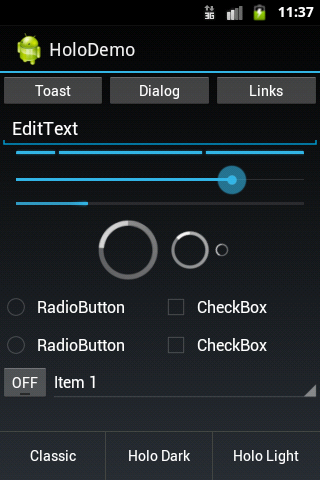 3G 11:37
HoloDemo
Toast Dialog Links
EditText
RadioButton CheckBox
RadioButton CheckBox
OFF Item 1
Classic Holo Dark Holo Light